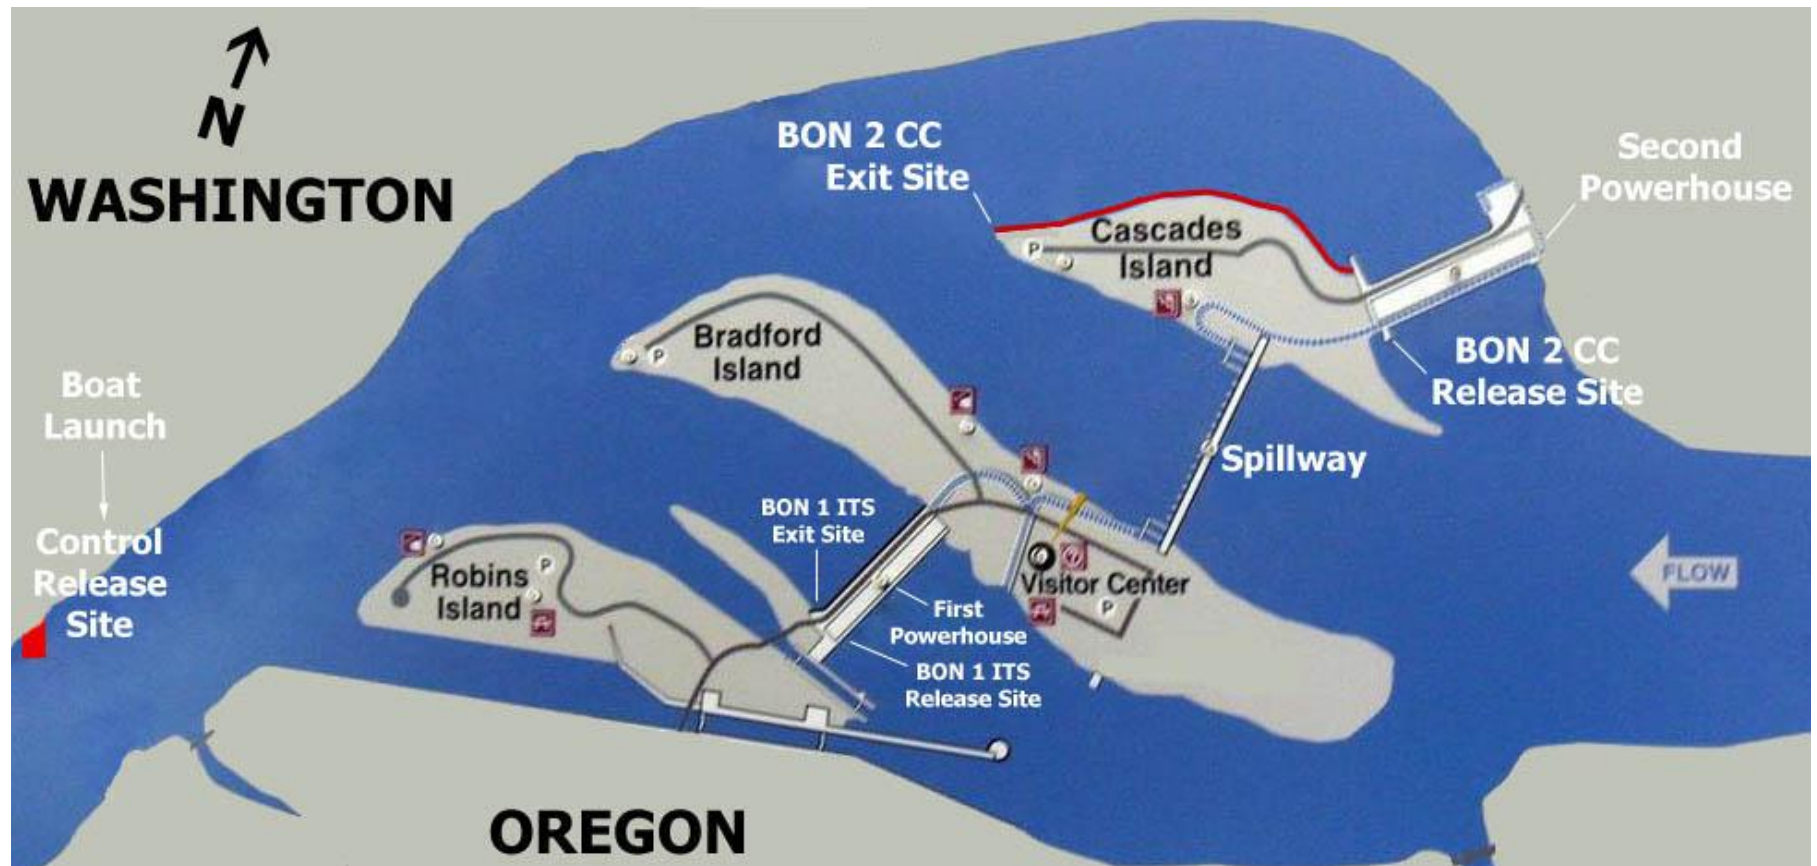 N
WASHINGTON
BON 2 CC
Exit Site
Second
Powerhouse
Cascades
Island
P
Bradford
Island
P
BON 2 CC
Release Site
Boat
Launch
Spillway
Control
Release
Site
BON 1 ITS
Exit Site
Robins
Island
P
Visitor Center
P
First
Powerhouse
BON 1 ITS
Release Site
FLOW
OREGON